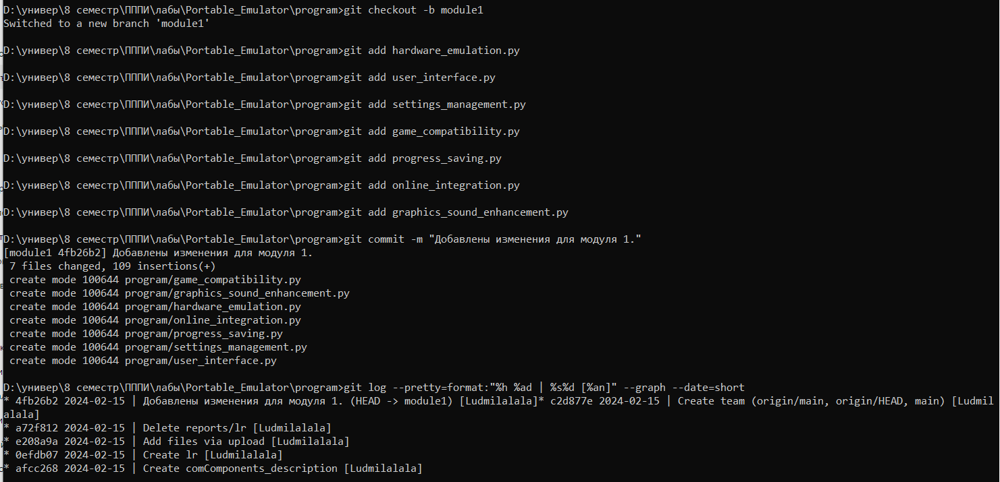 D:\универ\8 семестр\ПППИ\лабы\Portable_Emulator\program>git checkout -b module1
Switched to a new branch 'module1'
D:\универ\8 семестр\ПППИ\лабы\Portable_Emulator\program>git add hardware_emulation.py
D:\универ\8 семестр\ПППИ\лабы\Portable_Emulator\program>git add user_interface.py
D:\универ\8 семестр\ПППИ\лабы\Portable_Emulator\program>git add settings_management.py
D:\универ\8 семестр\ПППИ\лабы\Portable_Emulator\program>git add game_compatibility.py
D:\универ\8 семестр\ПППИ\лабы\Portable_Emulator\program>git add progress_saving.py
D:\универ\8 семестр\ПППИ\лабы\Portable_Emulator\program>git add online_integration.py
D:\универ\8 семестр\ПППИ\лабы\Portable_Emulator\program>git add graphics_sound_enhancement.py
D:\универ\8 семестр\ПППИ\лабы\Portable_Emulator\program>git commit -m "Добавлены изменения для модуля 1."
[module1 4fb26b2] Добавлены изменения для модуля 1.
 7 files changed, 109 insertions(+)
 create mode 100644 program/game_compatibility.py
 create mode 100644 program/graphics_sound_enhancement.py
 create mode 100644 program/hardware_emulation.py
 create mode 100644 program/online_integration.py
 create mode 100644 program/progress_saving.py
 create mode 100644 program/settings_management.py
 create mode 100644 program/user_interface.py
D:\универ\8 семестр\ПППИ\лабы\Portable_Emulator\program>git log --pretty=format:"%h %ad | %s%d [%an]" --graph --date=short
* 4fb26b2 2024-02-15 | Добавлены изменения для модуля 1. (HEAD -> module1) [Ludmilalala]* c2d877e 2024-02-15 | Create team (origin/main, origin/HEAD, main) [Ludmil
alala]
* a72f812 2024-02-15 | Delete reports/lr [Ludmilalala]
* e208a9a 2024-02-15 | Add files via upload [Ludmilalala]
* 0efdb07 2024-02-15 | Create lr [Ludmilalala]
* afcc268 2024-02-15 | Create comComponents_description [Ludmilalala]